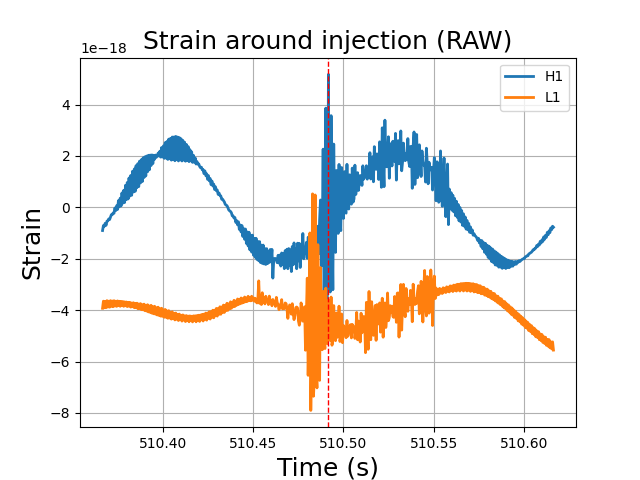 Strain around injection (RAW)
1e−18
H1
L1
4
2
0
−2
−4
−6
−8
Strain
510.40 510.45 510.50 510.55 510.60
Time (s)